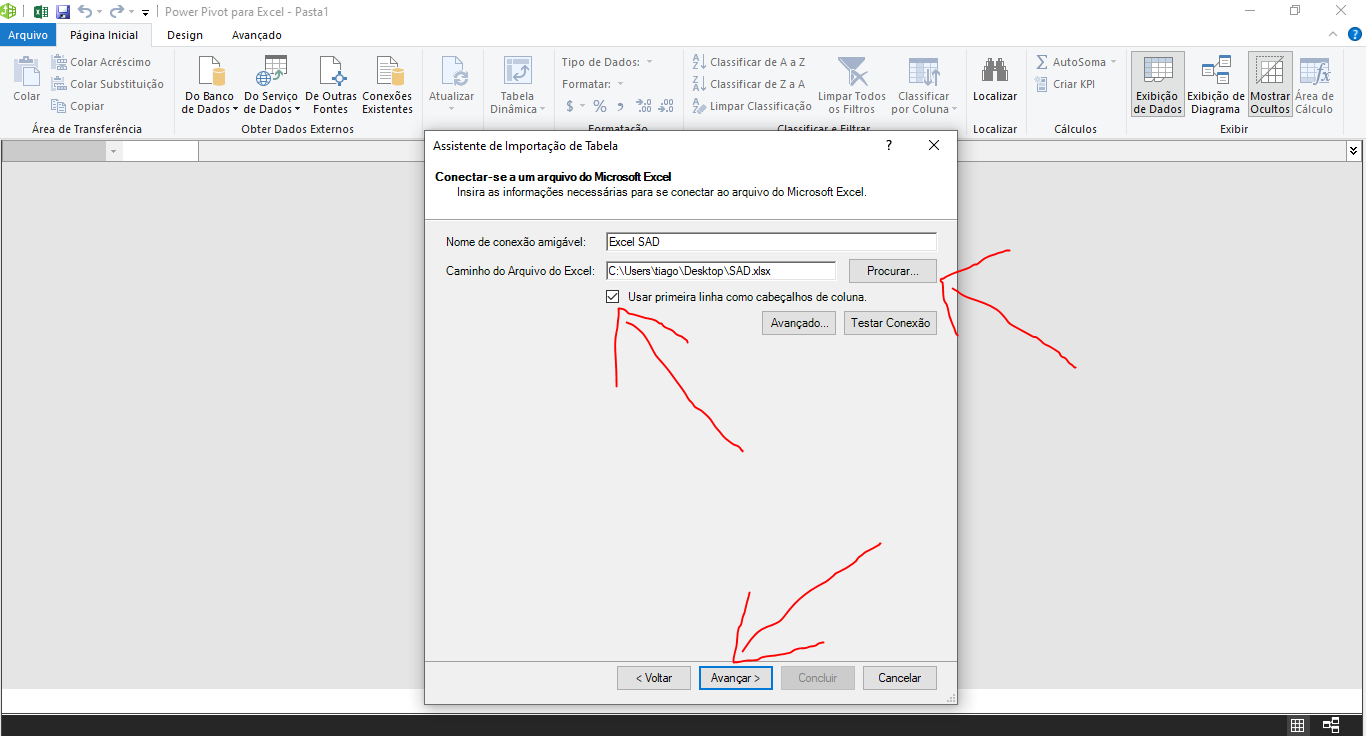 Power Pivot para Excel - Pasta1
Arquivo Página Inicial Design Avançado
Colar
Colar Acréscimo
Colar Substituição
Copiar
Área de Transferência
Do Banco de Dados
Do Serviço de Dados
De Outras Fontes
Conexões Existentes
Obter Dados Externos
Atualizar
Tabela Dinâmica
Tipo de Dados:
Formatar:
$ % ,
Formatação
Classificar de A a Z
Classificar de Z a A
Limpar Classificação
Limpar Todos os Filtros
Classificar por Coluna
Classificar e Filtrar
Localizar
Localizar
AutoSoma
Criar KPI
Cálculos
Exibição de Dados
Exibição de Diagrama
Mostrar Ocultos
Área de Cálculo
Exibir
Assistente de Importação de Tabela ?
Conectar-se a um arquivo do Microsoft Excel
Insira as informações necessárias para se conectar ao arquivo do Microsoft Excel.
Nome de conexão amigável: Excel SAD
Caminho do Arquivo do Excel: C:\Users\tiago\Desktop\SAD.xlsx Procurar...
Usar primeira linha como cabeçalhos de coluna.
Avançado... Testar Conexão
< Voltar Avançar > Concluir Cancelar